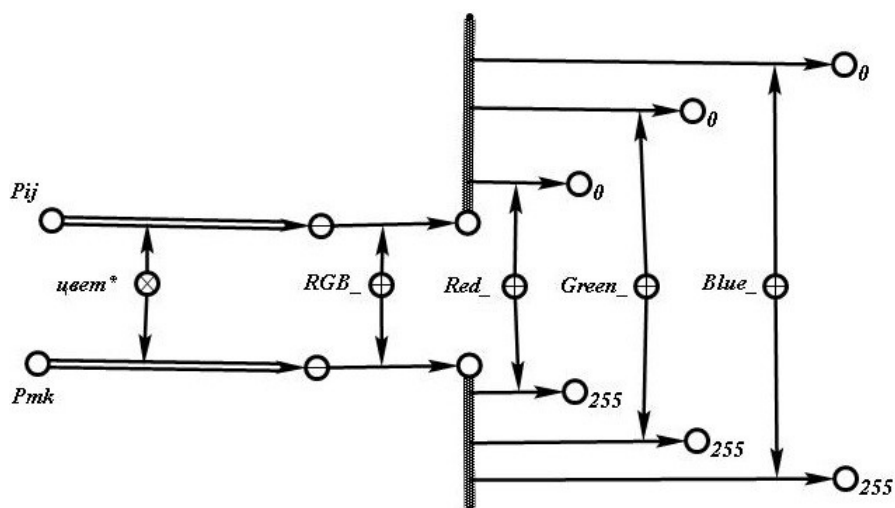 0
0
0
Pij
цвет*
RGB_
Red_
Green_
Blue_
Pmk
255
255
255